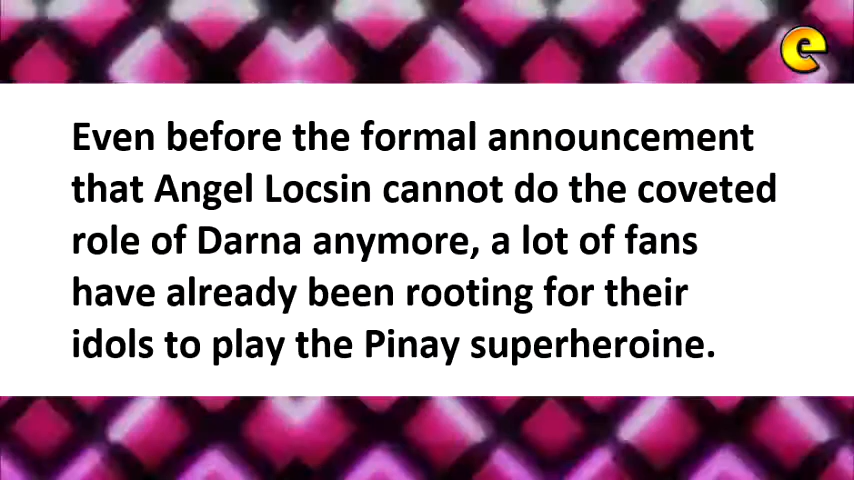 e
Even before the formal announcement
that Angel Locsin cannot do the coveted
role of Darna anymore, a lot of fans
have already been rooting for their
idols to play the Pinay superheroine.